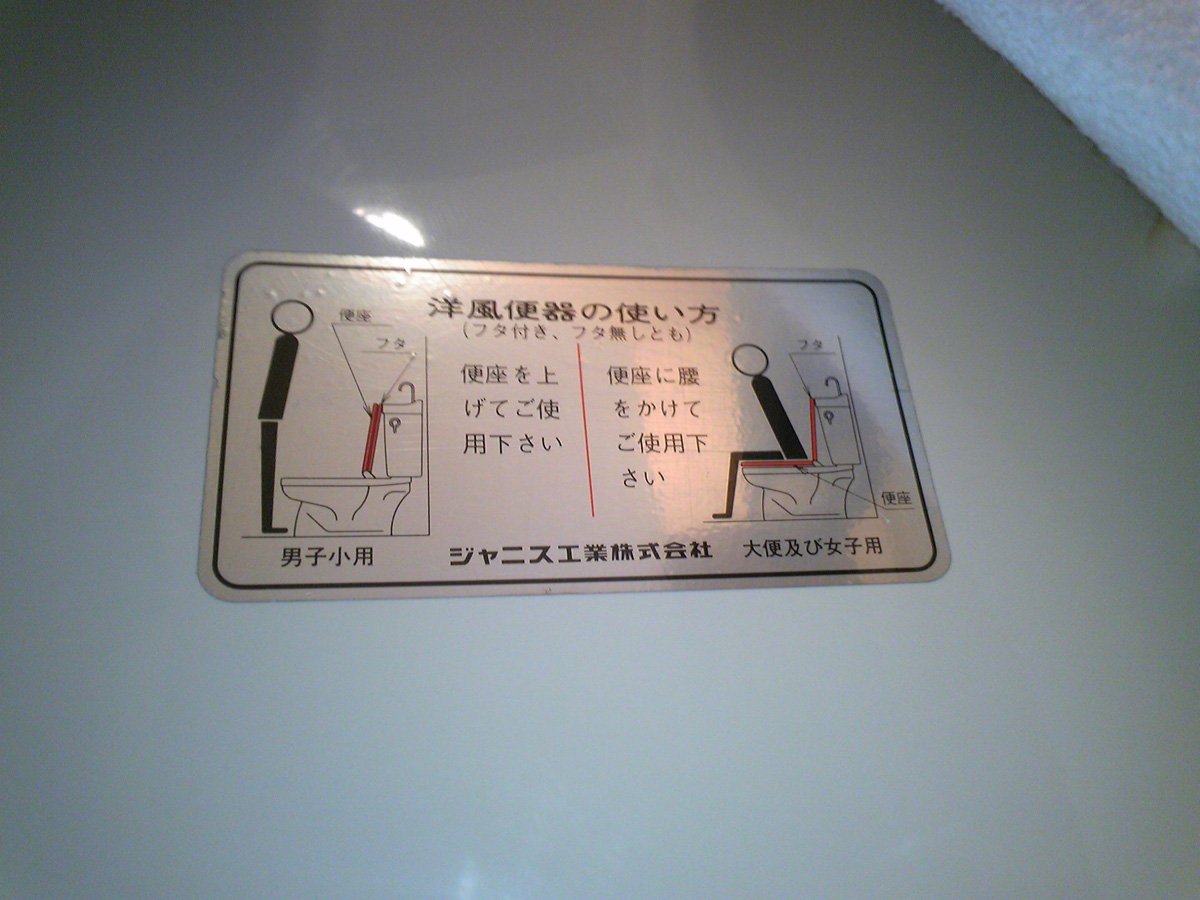 洋風便器の使い方
(フタ付き、フタ無しとも)
便座
フタ
便座を上
げてご使
用下さい
男子小用
便座に腰
をかけて
ご使用下
さい
フタ
便座
大便及び女子用
ジャニス工業株式会社